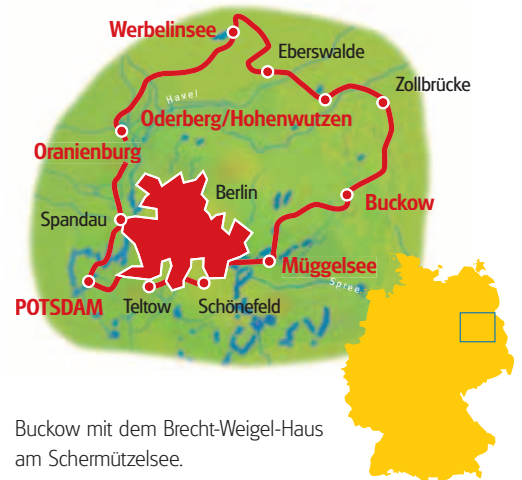 Werbelinsee
Eberswalde
Zollbrücke
Havel
Oderberg/Hohenwutzen
Oranienburg
Berlin
Buckow
Spandau
Müggelsee
Spree
POTSDAM
Teltow
Schönefeld
Buckow mit dem Brecht-Weigel-Haus
am Schermützelsee.